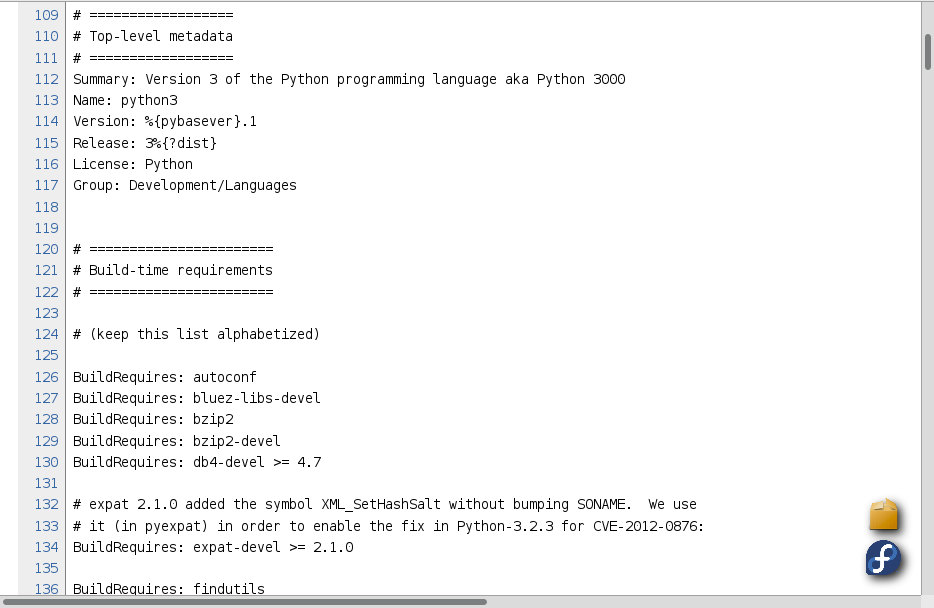 109 # ==================
110 # Top-level metadata
111 # ==================
112 Summary: Version 3 of the Python programming language aka Python 3000
113 Name: python3
114 Version: %{pybasever}.1
115 Release: 3%{?dist}
116 License: Python
117 Group: Development/Languages
118
119
120 # =======================
121 # Build-time requirements
122 # =======================
123
124 # (keep this list alphabetized)
125
126 BuildRequires: autoconf
127 BuildRequires: bluez-libs-devel
128 BuildRequires: bzip2
129 BuildRequires: bzip2-devel
130 BuildRequires: db4-devel >= 4.7
131
132 # expat 2.1.0 added the symbol XML_SetHashSalt without bumping SONAME.  We use
133 # it (in pyexpat) in order to enable the fix in Python-3.2.3 for CVE-2012-0876:
134 BuildRequires: expat-devel >= 2.1.0
135
136 BuildRequires: findutils